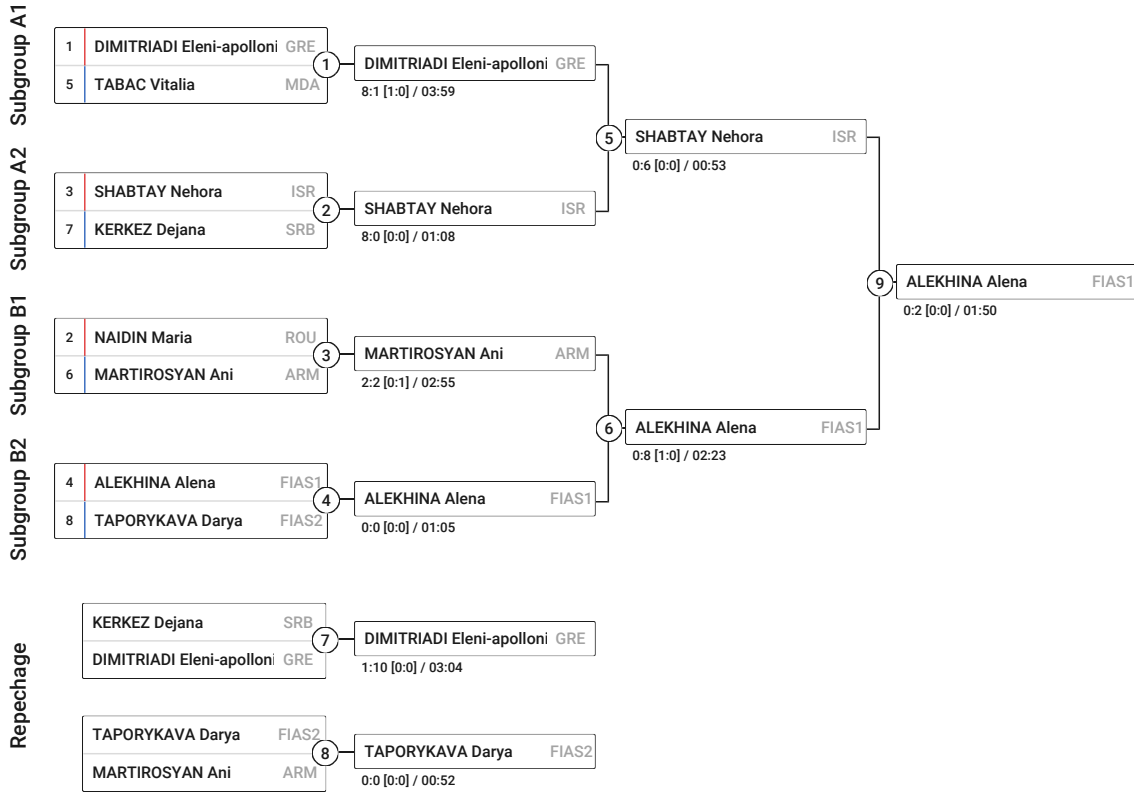 Subgroup A1
1 DIMITRIADI Eleni-apolloni GRE
5 TABAC Vitalia MDA
1
DIMITRIADI Eleni-apolloni GRE
8:1 [1:0] / 03:59
Subgroup A2
3 SHABTAY Nehora ISR
7 KERKEZ Dejana SRB
2
SHABTAY Nehora ISR
8:0 [0:0] / 01:08
5
SHABTAY Nehora ISR
0:6 [0:0] / 00:53
Subgroup B1
2 NAIDIN Maria ROU
6 MARTIROSYAN Ani ARM
3
MARTIROSYAN Ani ARM
2:2 [0:1] / 02:55
Subgroup B2
4 ALEKHINA Alena FIAS1
8 TAPORYKAVA Darya FIAS2
4
ALEKHINA Alena FIAS1
0:0 [0:0] / 01:05
6
ALEKHINA Alena FIAS1
0:8 [1:0] / 02:23
9
ALEKHINA Alena FIAS1
0:2 [0:0] / 01:50
Repechage
KERKEZ Dejana SRB
DIMITRIADI Eleni-apolloni GRE
7
DIMITRIADI Eleni-apolloni GRE
1:10 [0:0] / 03:04
TAPORYKAVA Darya FIAS2
MARTIROSYAN Ani ARM
8
TAPORYKAVA Darya FIAS2
0:0 [0:0] / 00:52